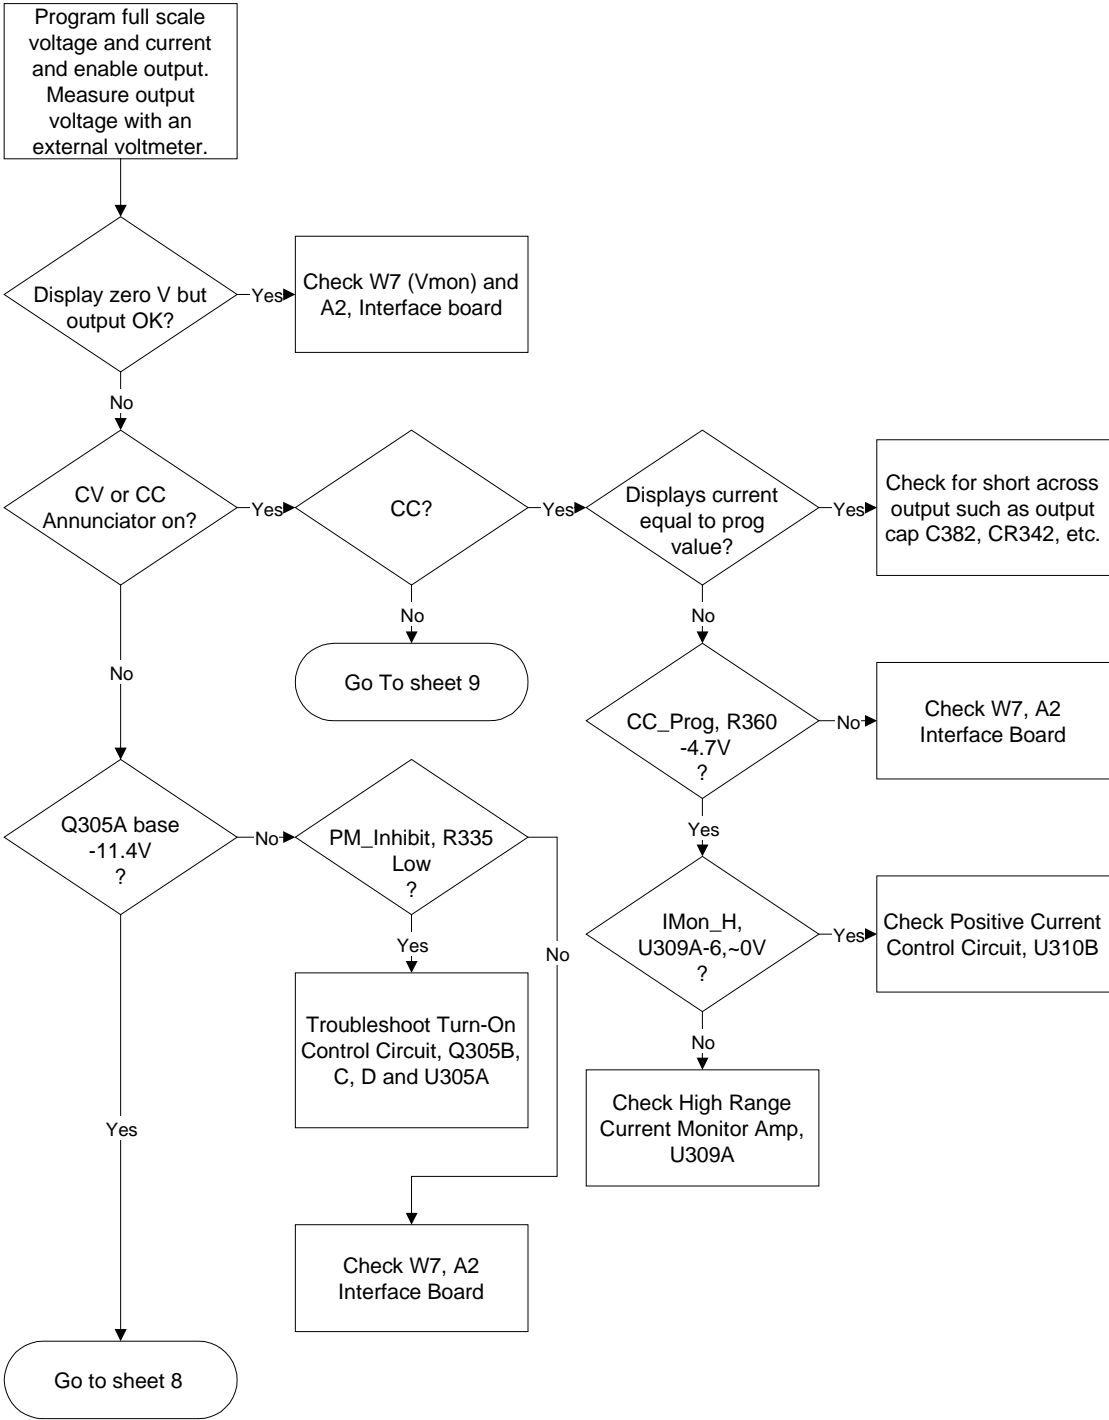 Program full scale
voltage and current
and enable output.
Measure output
voltage with an
external voltmeter.
Display zero V but
output OK?
Yes
Check W7 (Vmon) and
A2, Interface board
No
CV or CC
Annunciator on?
Yes
CC?
Yes
Displays current
equal to prog
value?
Yes
Check for short across
output such as output
cap C382, CR342, etc.
No
No
No
Go To sheet 9
CC_Prog, R360
-4.7V
?
No
Check W7, A2
Interface Board
Q305A base
-11.4V
?
No
PM_Inhibit, R335
Low
?
Yes
IMon_H,
U309A-6,~0V
?
Yes
Check Positive Current
Control Circuit, U310B
Yes
No
Troubleshoot Turn-On
Control Circuit, Q305B,
C, D and U305A
No
Check High Range
Current Monitor Amp,
U309A
Yes
Check W7, A2
Interface Board
Go to sheet 8